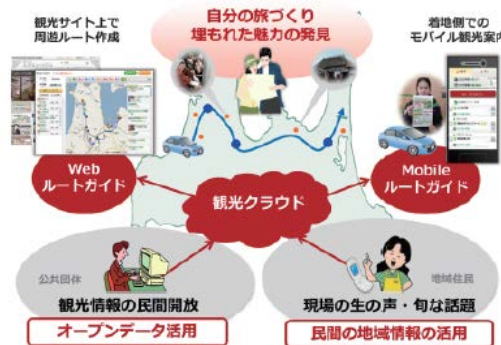 観光サイト上で
周遊ルート作成
自分の旅づくり
埋もれた魅力の発見
着地側での
モバイル観光案内
Web
ルートガイド
Mobile
ルートガイド
観光クラウド
公共団体
観光情報の民間開放
オープンデータ活用
地域住民
現場の生の声・旬な話題
民間の地域情報の活用